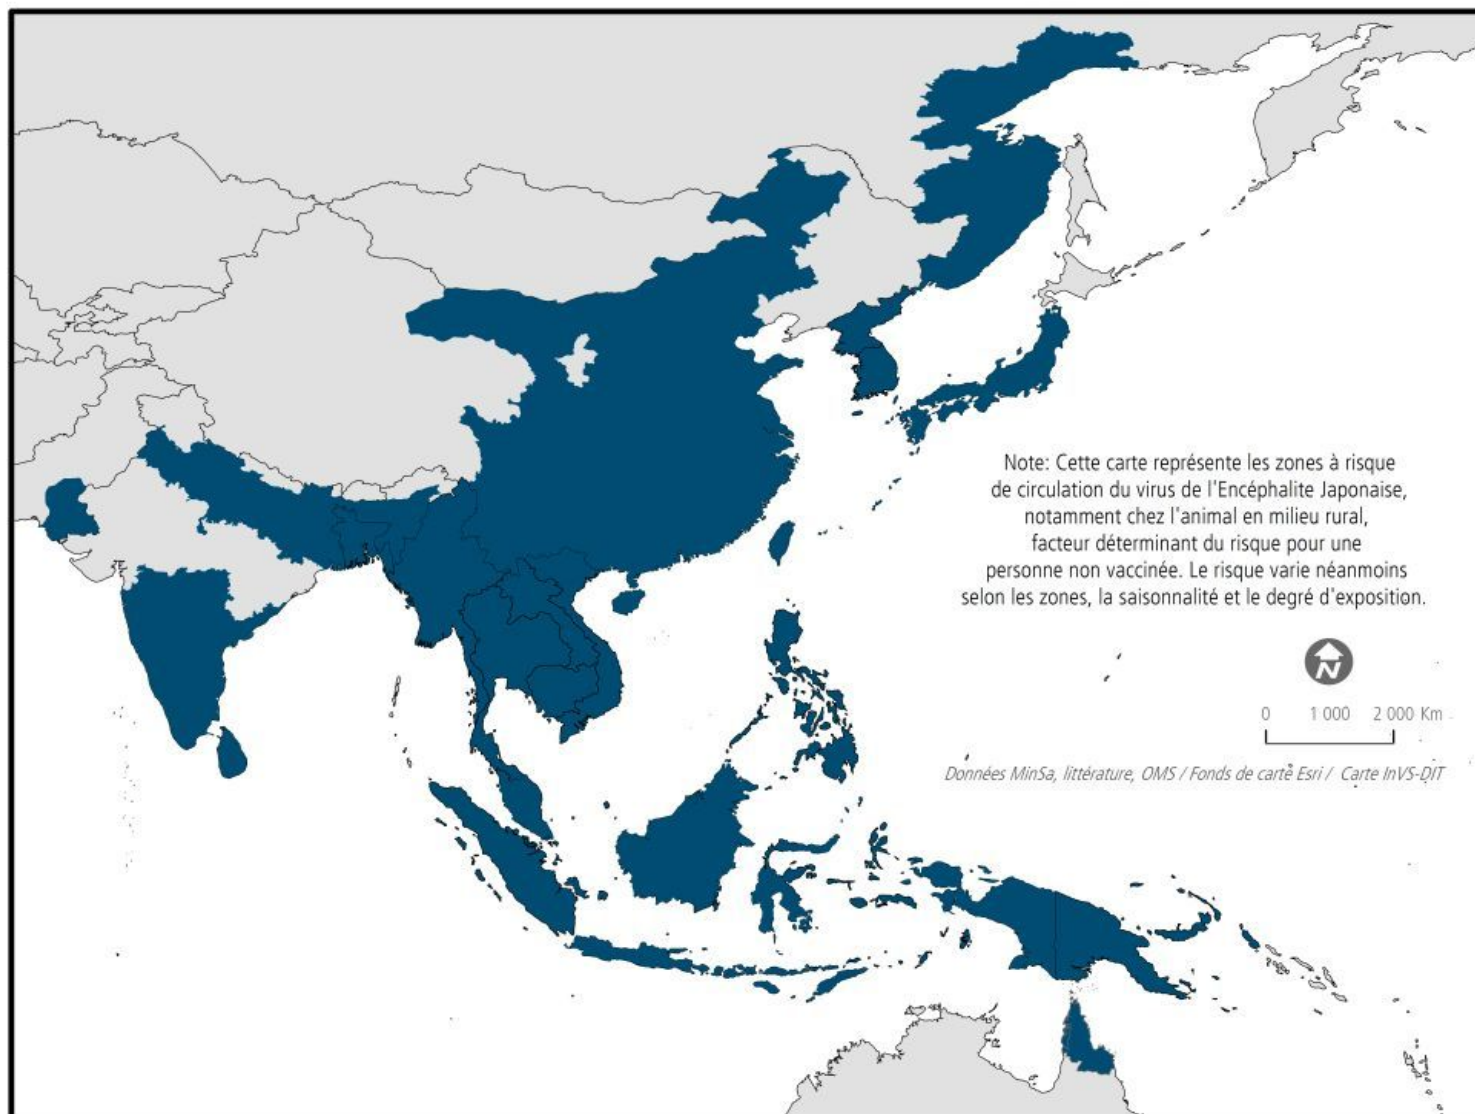 Note: Cette carte représente les zones à risque
de circulation du virus de l'Encéphalite Japonaise,
notamment chez l'animal en milieu rural,
facteur déterminant du risque pour une
personne non vaccinée. Le risque varie néanmoins
selon les zones, la saisonnalité et le degré d'exposition.
N
0 1 000 2 000 Km
Données MinSa, littérature, OMS / Fonds de carte Esri / Carte InVS-DIT